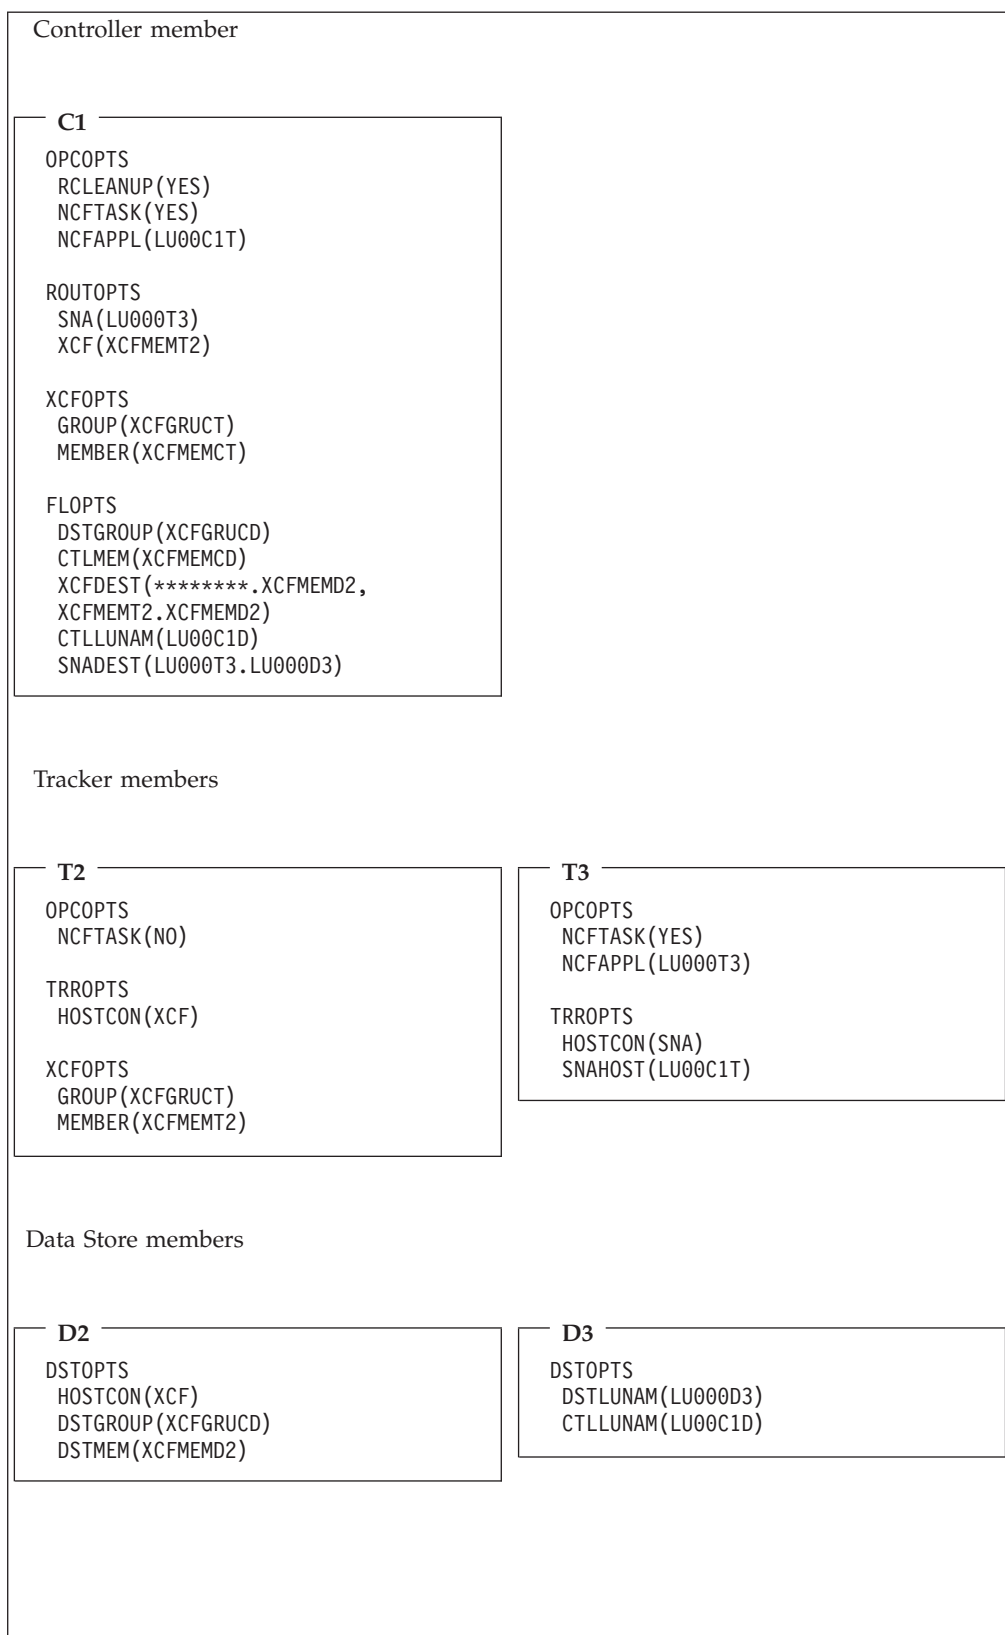 Controller member
C1
OPCOPTS
RCLEANUP(YES)
NCFTASK(YES)
NCFAPPL(LU00C1T)
ROUTOPTS
SNA(LU000T3)
XCF(XCFMEMT2)
XCFOPTS
GROUP(XCFGRUCT)
MEMBER(XCFMEMCT)
FLOPTS
DSTGROUP(XCFGRUCD)
CTLMEM(XCFMEMCD)
XCFDEST(********.XCFMEMD2,
XCFMEMT2.XCFMEMD2)
CTLLUNAM(LU00C1D)
SNADEST(LU000T3.LU000D3)
Tracker members
T2
OPCOPTS
NCFTASK(NO)
TRROPTS
HOSTCON(XCF)
XCFOPTS
GROUP(XCFGRUCT)
MEMBER(XCFMEMT2)
T3
OPCOPTS
NCFTASK(YES)
NCFAPPL(LU000T3)
TRROPTS
HOSTCON(SNA)
SNAHOST(LU00C1T)
Data Store members
D2
DSTOPTS
HOSTCON(XCF)
DSTGROUP(XCFGRUCD)
DSTMEM(XCFMEMD2)
D3
DSTOPTS
DSTLUNAM(LU000D3)
CTLLUNAM(LU00C1D)